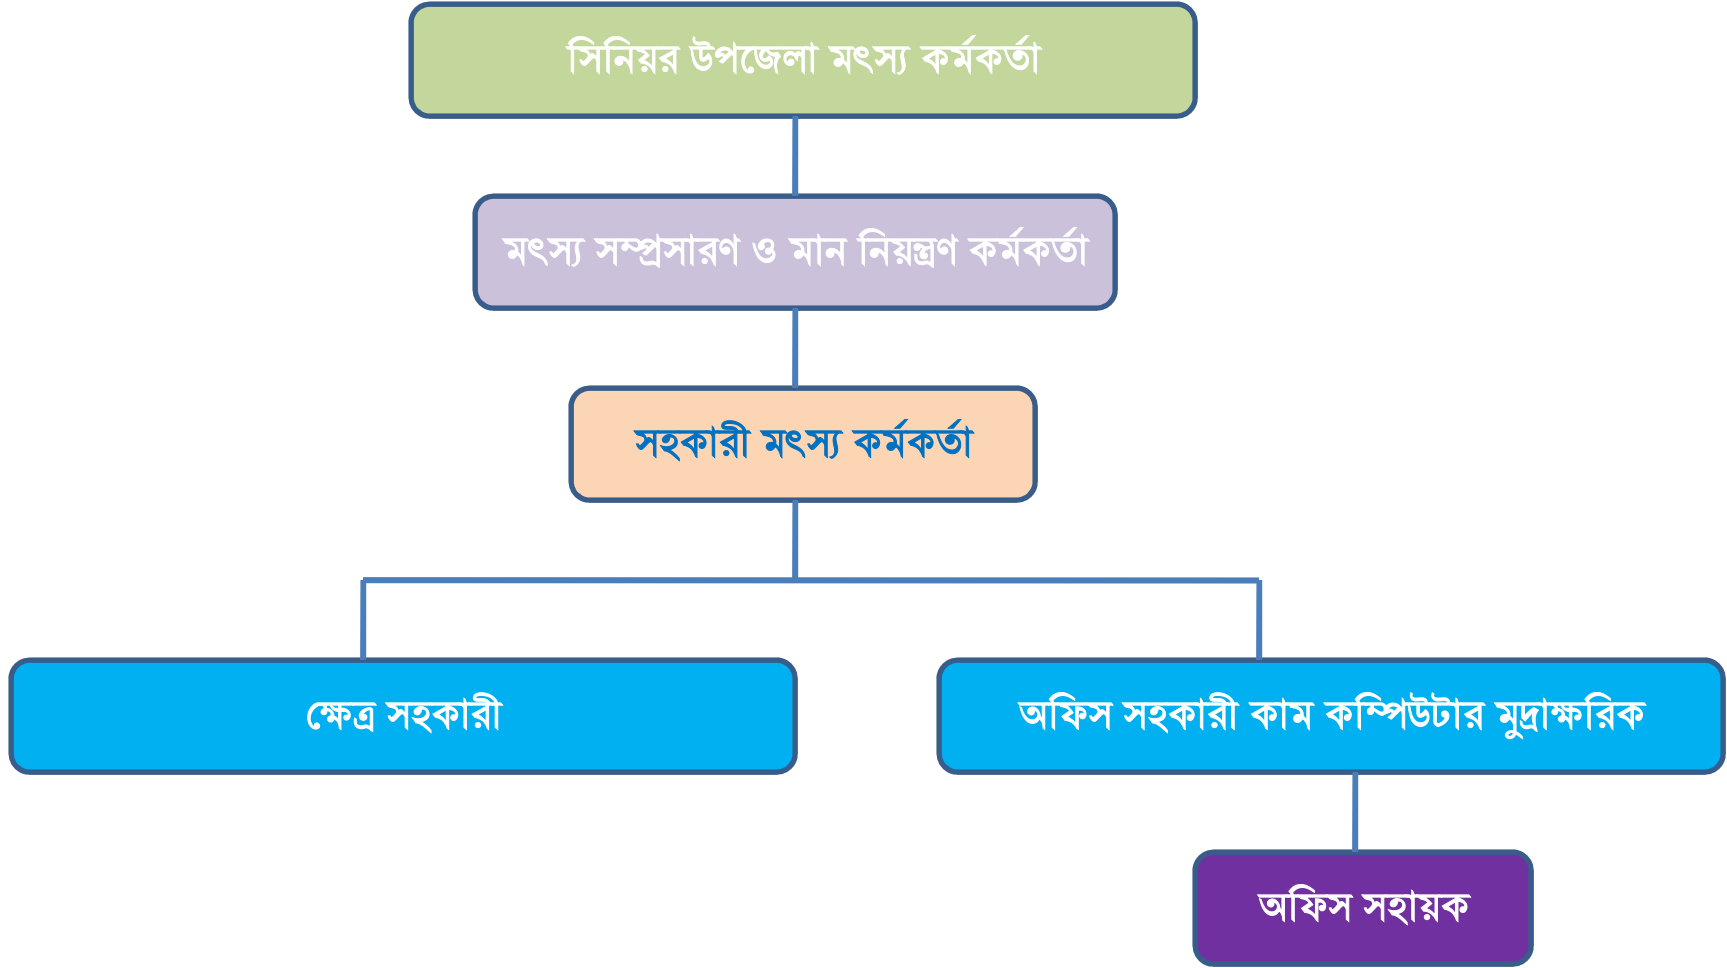 সিনিয়র উপজেলা মৎস্য কর্মকর্তা
মৎস্য সম্প্রসারণ ও মান নিয়ন্ত্রণ কর্মকর্তা
সহকারী মৎস্য কর্মকর্তা
ক্ষেত্র সহকারী
অফিস সহকারী কাম কম্পিউটার মুদ্রাক্ষরিক
অফিস সহায়ক